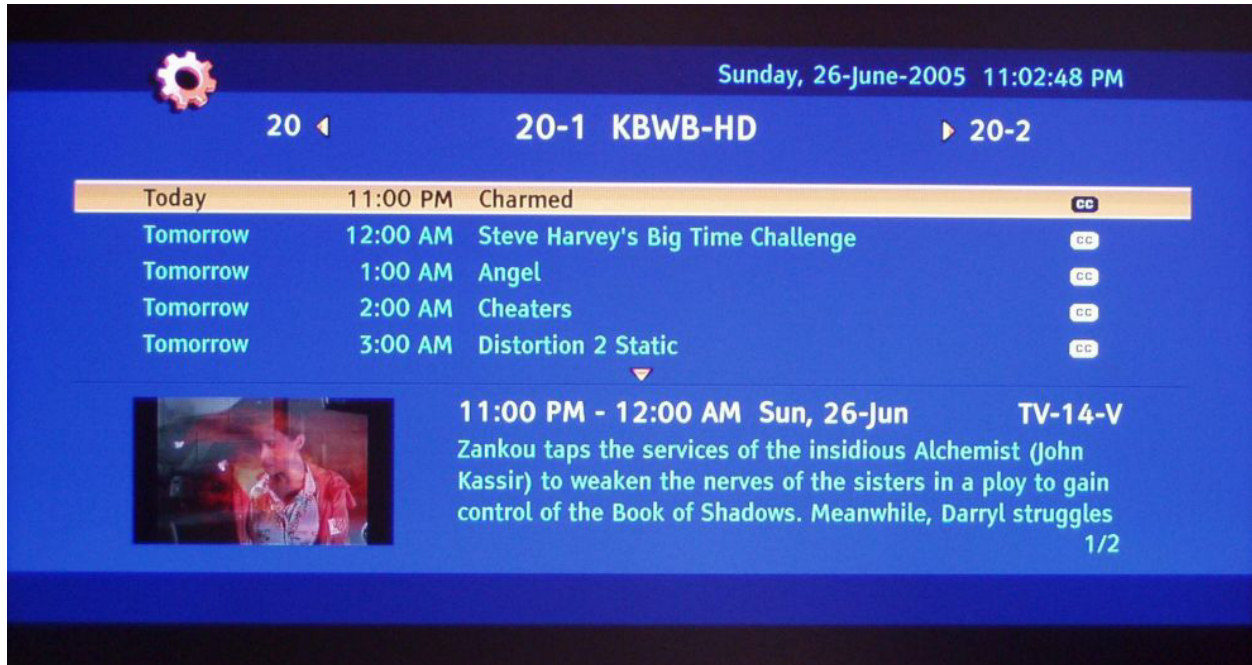 Sunday, 26-June-2005 11:02:48 PM
20 20-1 KBWB-HD 20-2
Today 11:00 PM Charmed CC
Tomorrow 12:00 AM Steve Harvey's Big Time Challenge CC
Tomorrow 1:00 AM Angel CC
Tomorrow 2:00 AM Cheaters CC
Tomorrow 3:00 AM Distortion 2 Static CC
11:00 PM - 12:00 AM Sun, 26-Jun TV-14-V
Zankou taps the services of the insidious Alchemist (John
Kassir) to weaken the nerves of the sisters in a ploy to gain
control of the Book of Shadows. Meanwhile, Darryl struggles
1/2